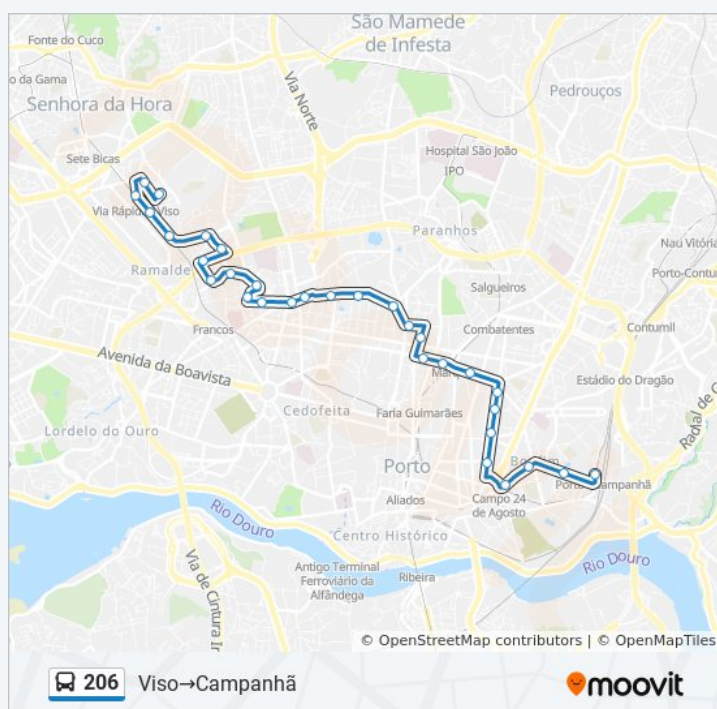 São Mamede
de Infesta
Fonte do Cuco
o da Gama
Pedrouços
Senhora da Hora
Via Norte
Hospital São João
IPO
Sete Bicas
Via Rápida
Viso
Paranhos
Nau Vitória
Ramalde
Porto-Contum
Salgueiros
Francos
Combatentes
Contumil
Avenida da Boavista
Estádio do Dragão
Cedofeita
Faria Guimarães
Radial de
Lordelo do Ouro
Porto
Porto-Campanhã
Aliados
Campo 24
de Agosto
Rio Douro
Centro Histórico
Rio Douro
Via de Cintura
Antigo Terminal
Ferroviário da
Alfândega
Ribeira
© OpenStreetMap contributors | © OpenMapTiles
206 Viso→Campanhã
moovit